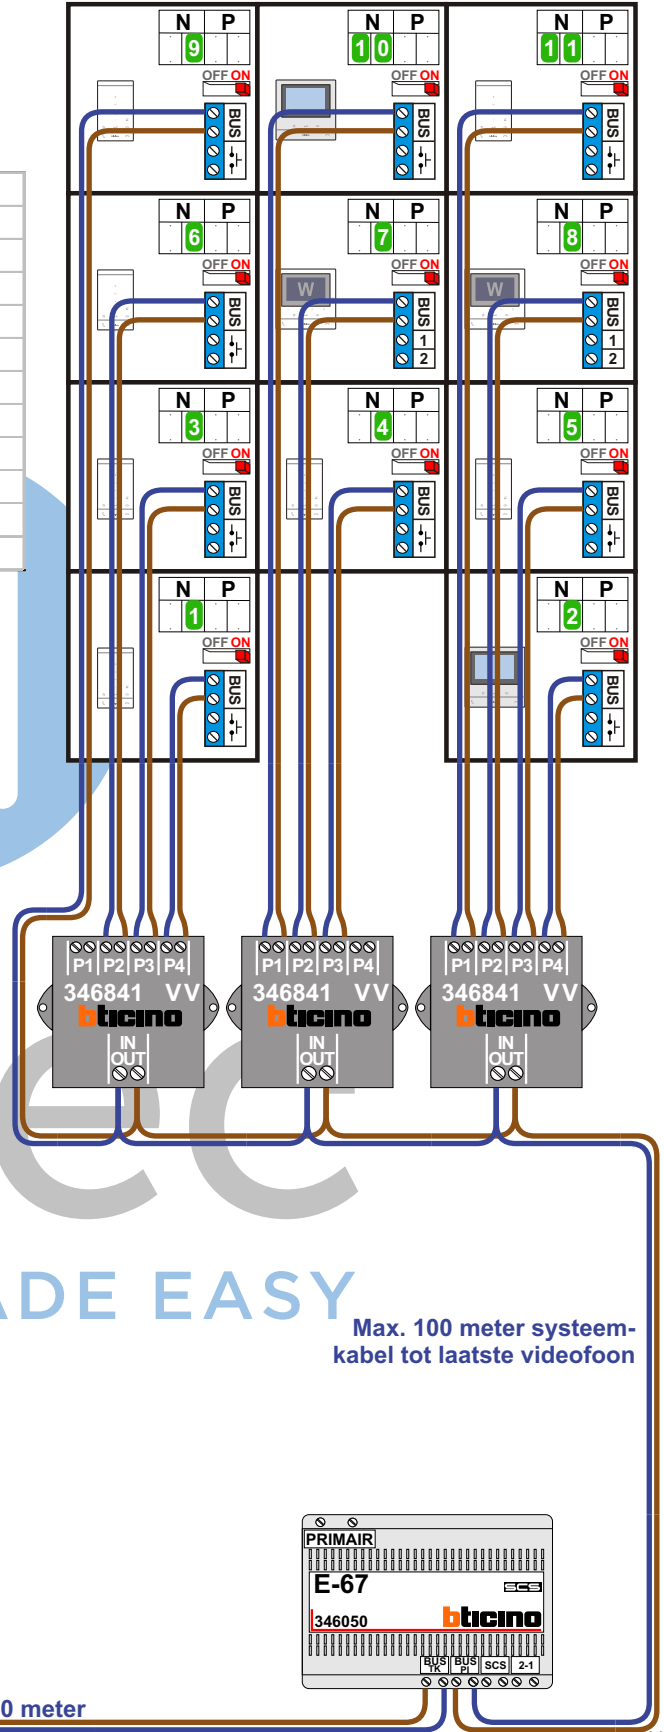 N P N P N P
9 10 11
OFF ON OFF ON OFF ON
BUS BUS BUS
N P N P N P
6 7 8
OFF ON OFF ON OFF ON
W W
BUS BUS BUS
1 1
2 2
N P N P N P
3 4 5
OFF ON OFF ON OFF ON
BUS BUS BUS
N P N P
1 2
OFF ON OFF ON
BUS BUS
P1 P2 P3 P4 P1 P2 P3 P4 P1 P2 P3 P4
346841 VV 346841 VV 346841 VV
bticino bticino bticino
IN IN IN
OUT OUT OUT
ec
ADE EASY
Max. 100 meter systeem-
kabel tot laatste videofoon
PRIMAIR
E-67 SCS
346050 bticino
BUS TK BUS PI SCS 2-1
0 meter